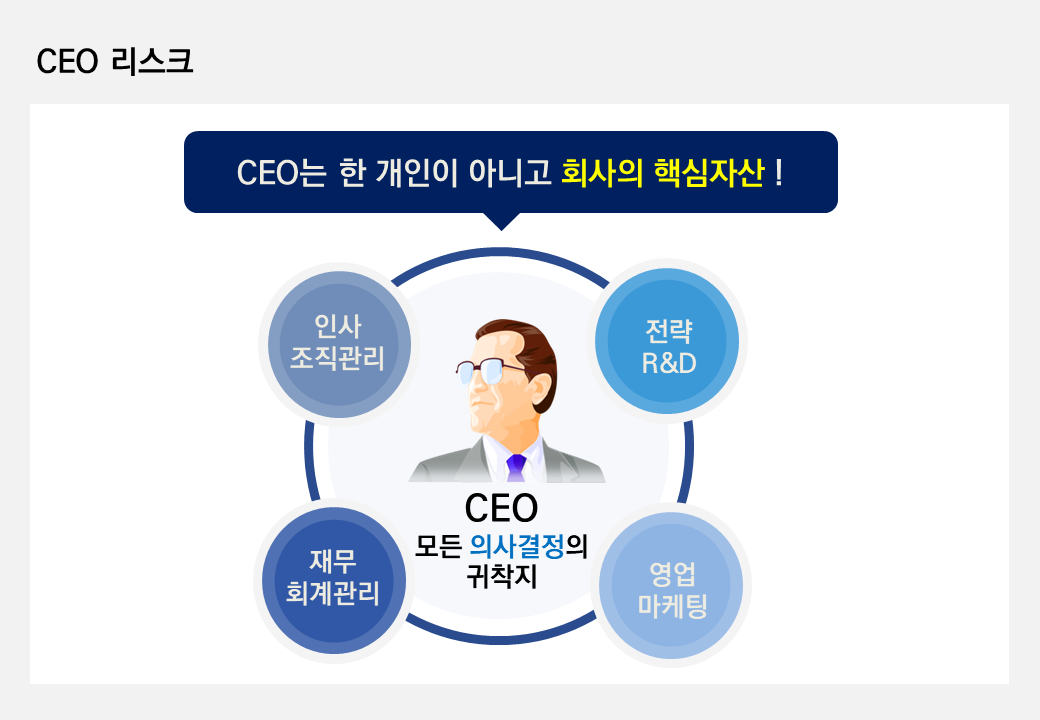 CEO 리스크
CEO는 한 개인이 아니고 회사의 핵심자산 !
인사
조직관리
전략
R&D
CEO
모든 의사결정의
귀착지
재무
회계관리
영업
마케팅